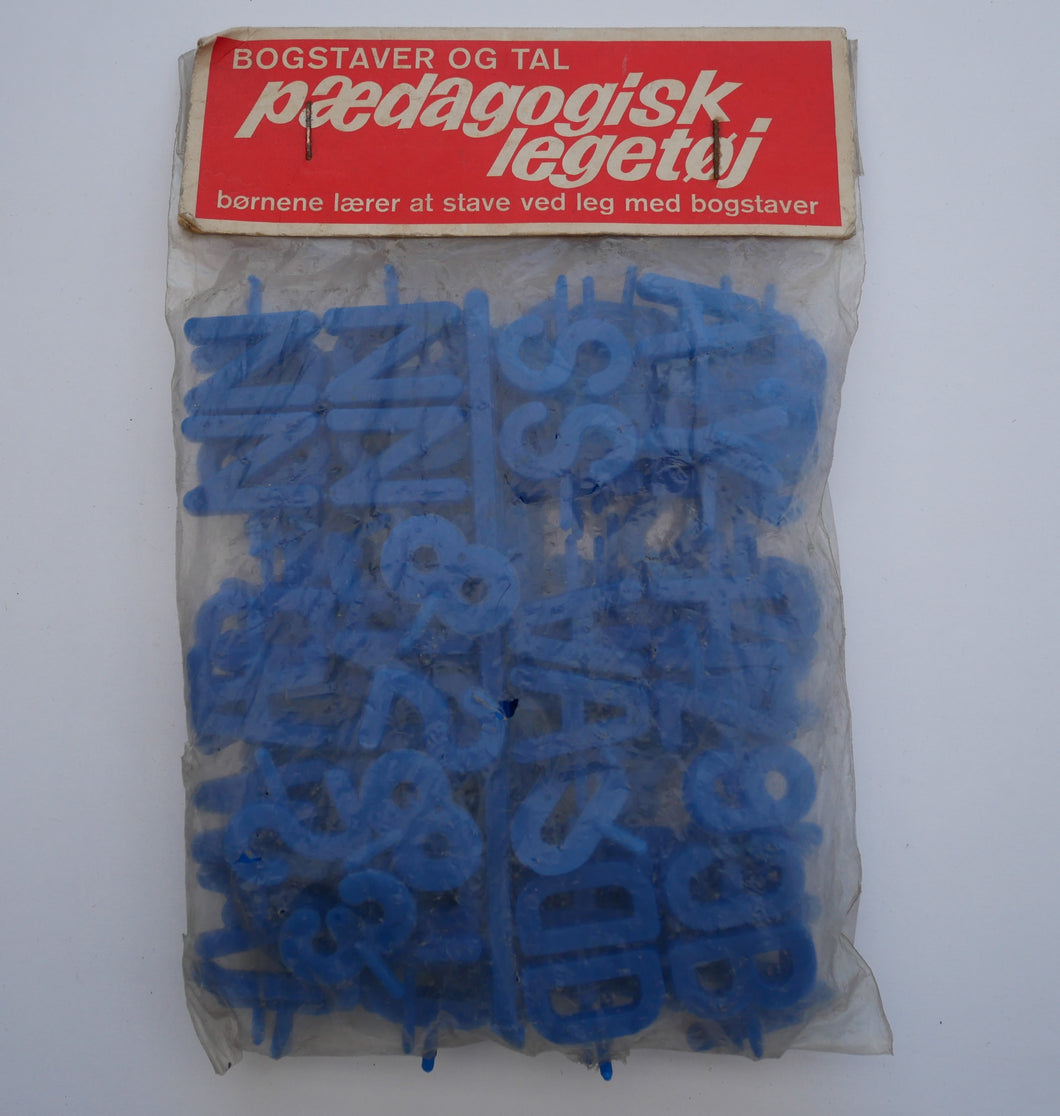 BOGSTAVER OG TAL
pædagogisk
legetøj
børnene lærer at stave ved leg med bogstaver